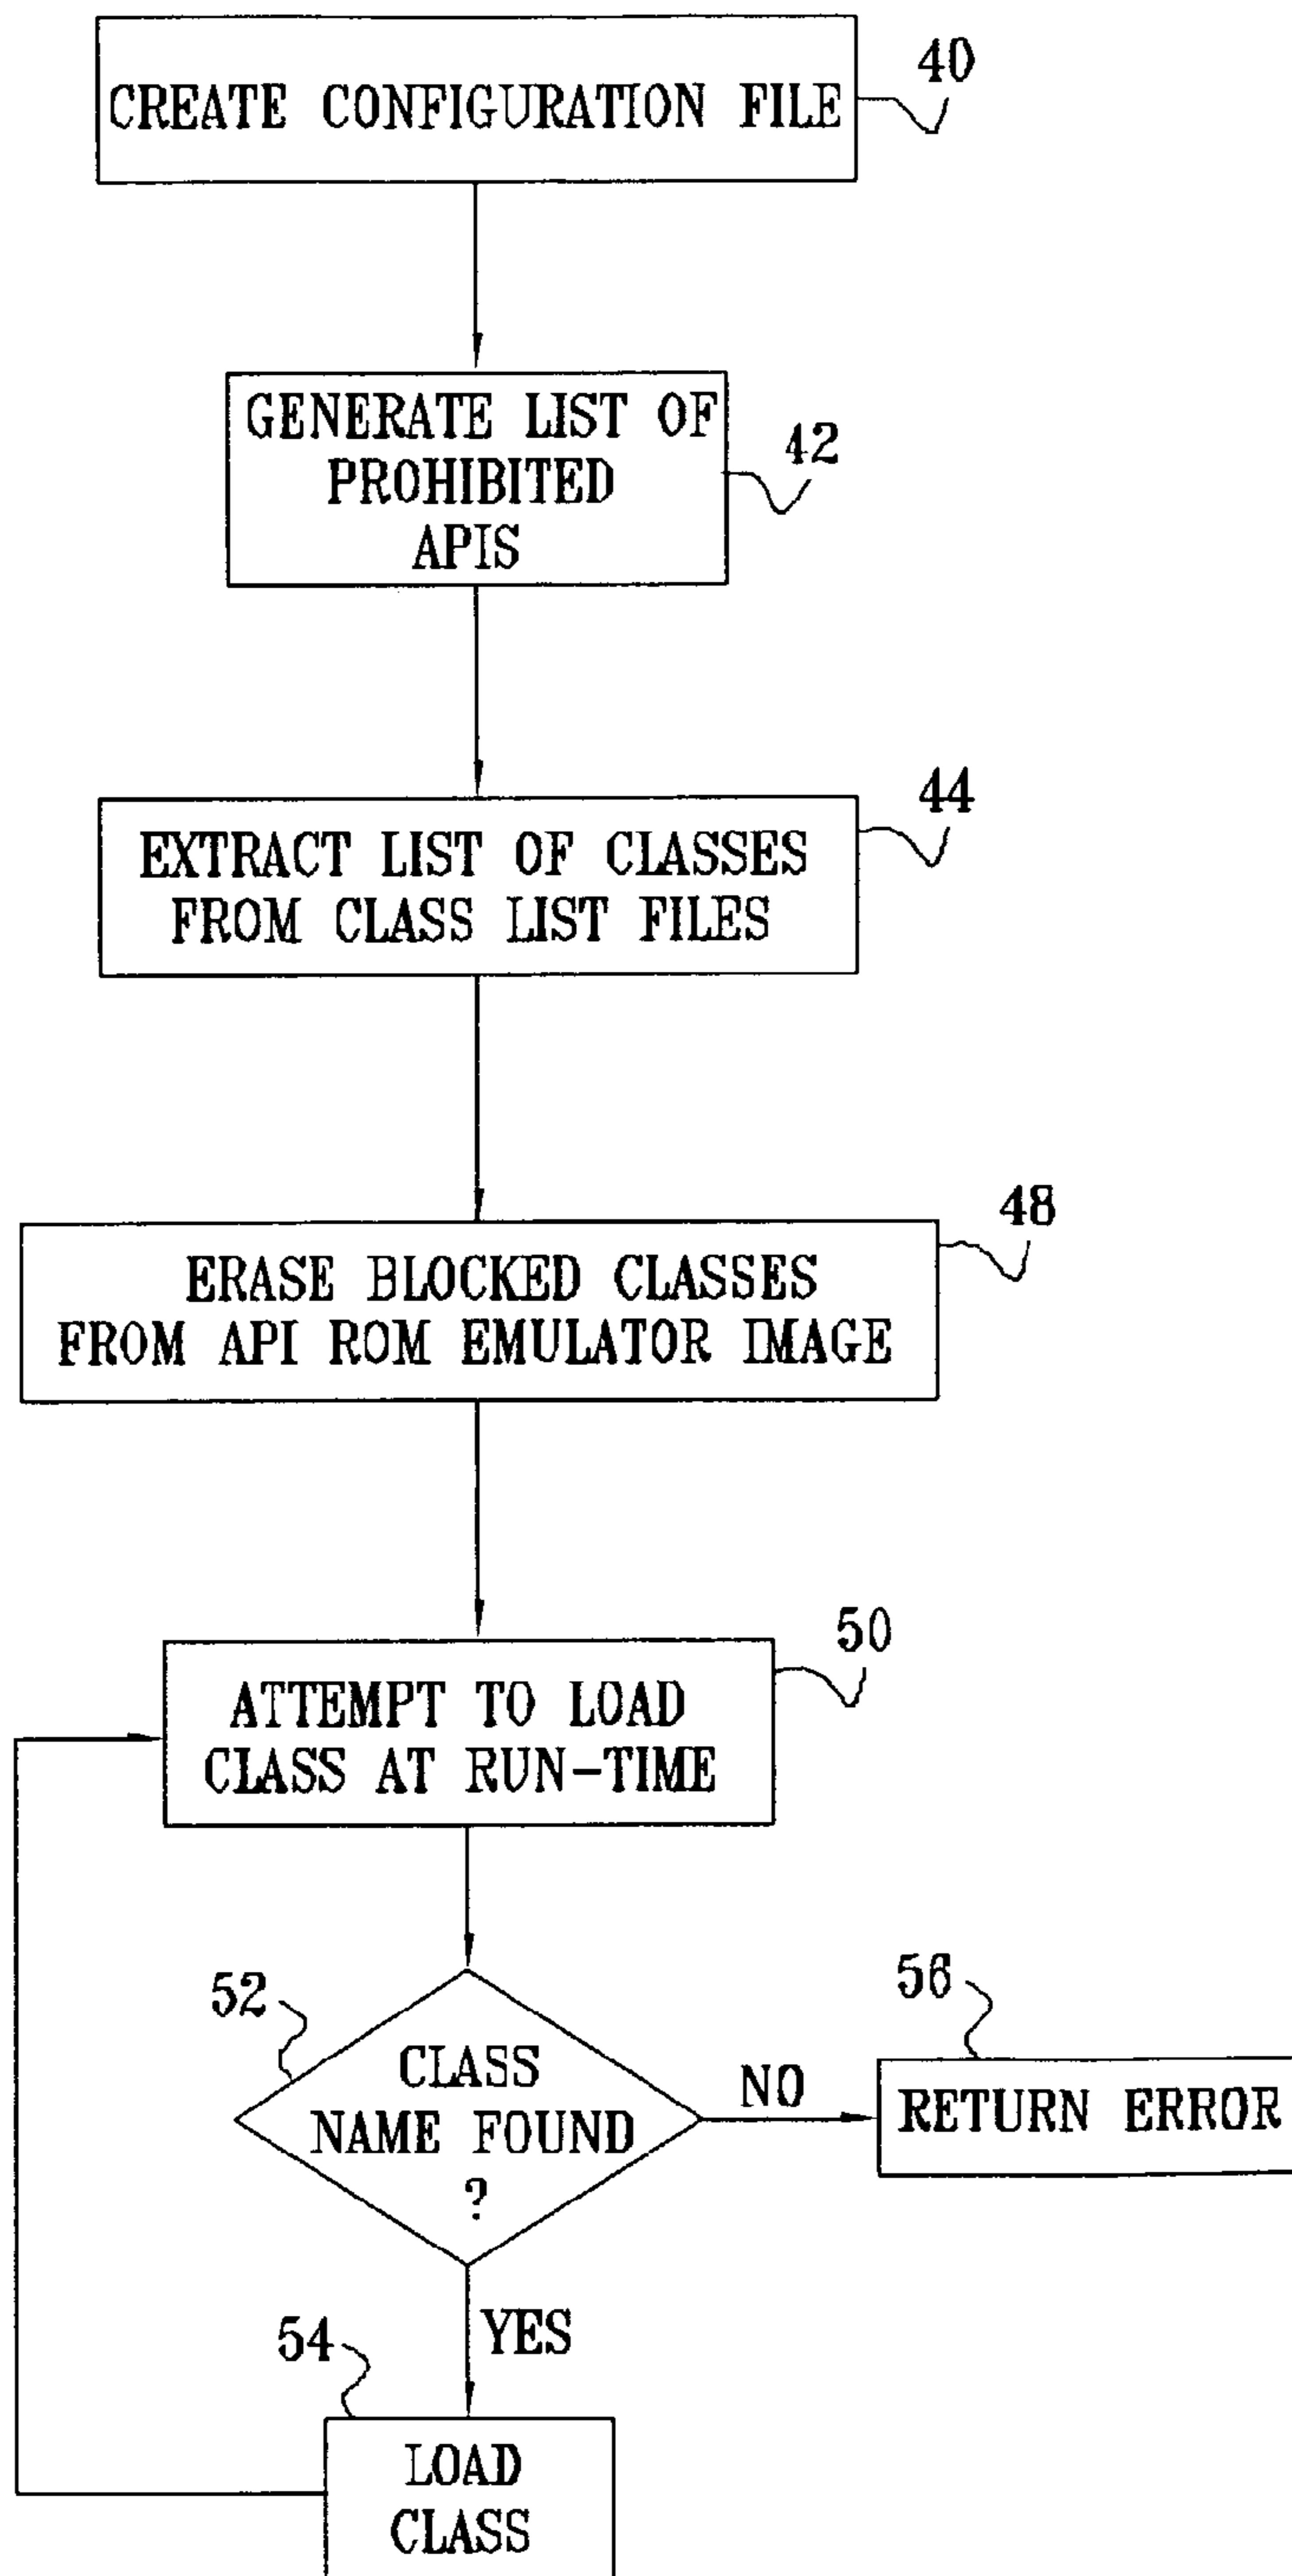 CREATE CONFIGURATION FILE
40
GENERATE LIST OF
PROHIBITED
APIS
42
EXTRACT LIST OF CLASSES
FROM CLASS LIST FILES
44
ERASE BLOCKED CLASSES
FROM API ROM EMULATOR IMAGE
48
ATTEMPT TO LOAD
CLASS AT RUN-TIME
50
52
CLASS
NAME FOUND
?
NO
56
RETURN ERROR
YES
54
LOAD
CLASS